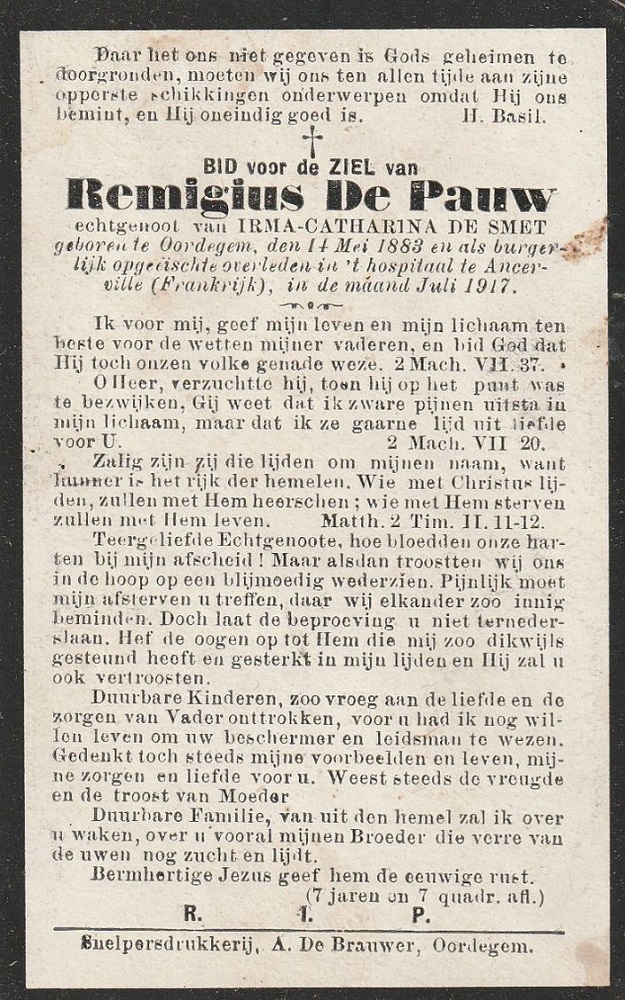 Daar het ons niet gegeven is Gods geheimen te
doorgronden, moeten wij ons ten allen tijde aan zijne
opperste schikkingen onderwerpen omdat Hij ons
bemint, en Hij oneindig goed is. H. Basil.
BID voor de ZIEL van
Remigius De Pauw
echtgenoot van IRMA-CATHARINA DE SMET
geboren te Oordegem, den 14 Mei 1883 en als burger-
lijk opgeëischte overleden in 't hospitaal te Ancer-
ville (Frankrijk), in de maand Juli 1917.
Ik voor mij, geef mijn leven en mijn lichaam ten
beste voor de wetten mijner vaderen, en bid God dat
Hij toch onzen volke genade weze. 2 Mach. VII. 37.
O Heer, verzuchtte hij, toen hij op het punt was
te bezwijken, Gij weet dat ik zware pijnen uitsta in
mijn lichaam, maar dat ik ze gaarne lijd uit liefde
voor U. 2 Mach. VII 20.
Zalig zijn zij die lijden om mijnen naam, want
hunner is het rijk der hemelen. Wie met Christus lij-
den, zullen met Hem heerschen ; wie met Hem sterven
zullen met Hem leven. Matth. 2 Tim. II. 11-12.
Teergeliefde Echtgenoote, hoe bloedden onze har-
ten bij mijn afscheid ! Maar alsdan troostten wij ons
in de hoop op een blijmoedig wederzien. Pijnlijk moet
mijn afsterven u treffen, daar wij elkander zoo innig
beminden. Doch laat de beproeving u niet terneder-
slaan. Hef de oogen op tot Hem die mij zoo dikwijls
gesteund heeft en gesterkt in mijn lijden en Hij zal u
ook vertroosten.
Duurbare Kinderen, zoo vroeg aan de liefde en de
zorgen van Vader onttrokken, voor u had ik nog wil-
len leven om uw beschermer en leidsman te wezen.
Gedenkt toch steeds mijne voorbeelden en leven, mij-
ne zorgen en liefde voor u. Weest steeds de vreugde
en de troost van Moeder
Duurbare Familie, van uit den hemel zal ik over
u waken, over u vooral mijnen Broeder die verre van
de uwen nog zucht en lijdt.
Bermhertige Jezus geef hem de eeuwige rust.
(7 jaren en 7 quadr. afl.)
R. I. P.
Snelpersdrukkerij, A. De Brauwer, Oordegem.